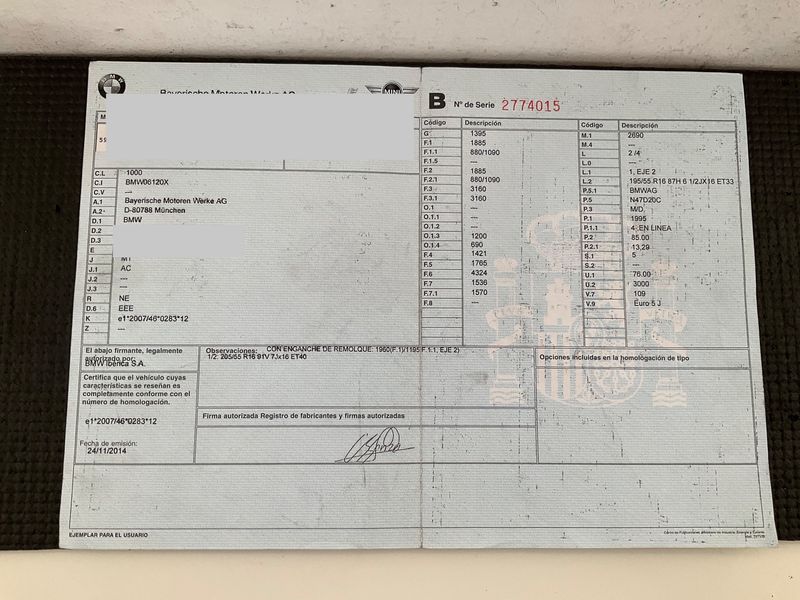 BMW
MINI
B Nº de Serie 2774015
59
C.L -1000
C.I BMW06120X
C.V ---
A.1 Bayerische Motoren Werke AG
A.2 D-80788 München
D.1 BMW
D.2
D.3
E
J M1
J.1 AC
J.2 ---
J.3 ---
R NE
D.6 EEE
K e1*2007/46*0283*12
Z ---
Código Descripción
G 1395
F.1 1885
F.1.1 880/1090
F.1.5 ---
F.2 1885
F.2.1 880/1090
F.3 3160
F.3.1 3160
O.1 ---
O.1.1 ---
O.1.2 ---
O.1.3 1200
O.1.4 690
F.4 1421
F.5 1765
F.6 4324
F.7 1536
F.7.1 1570
F.8 ---
Código Descripción
M.1 2690
M.4 ---
L 2 /4
L.0 ---
L.1 1, EJE 2
L.2 195/55 R16 87H 6 1/2JX16 ET33
P.5.1 BMWAG
P.5 N47D20C
P.3 M/D,
P.1 1995
P.1.1 4 ,EN LINEA
P.2 85.00
P.2.1 13,29
S.1 5
S.2 ---
U.1 76.00
U.2 3000
V.7 109
V.9 Euro 5 J
El abajo firmante, legalmente
autorizado por:
BMW Ibérica S.A.
Certifica que el vehículo cuyas
características se reseñan es
completamente conforme con el
número de homologación.
e1*2007/46*0283*12
Fecha de emisión:
24/11/2014
Observaciones: CON ENGANCHE DE REMOLQUE: 1960(F.1)/1195(F.1.1, EJE 2)
1/2: 205/55 R16 91V 7Jx16 ET40
Firma autorizada Registro de fabricantes y firmas autorizadas
Opciones incluidas en la homologación de tipo
EJEMPLAR PARA EL USUARIO